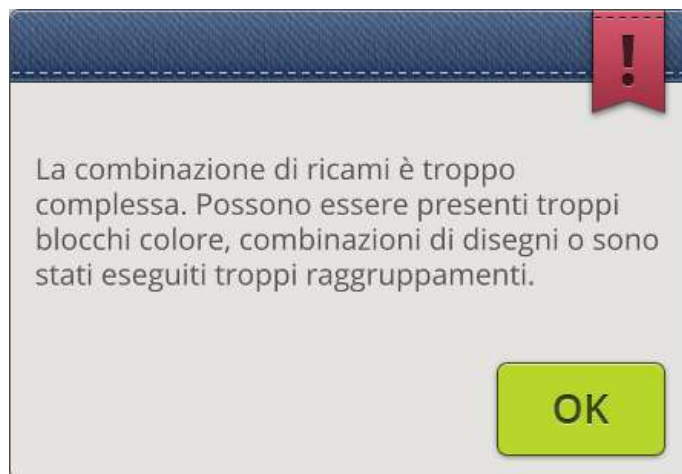 !
La combinazione di ricami è troppo
complessa. Possono essere presenti troppi
blocchi colore, combinazioni di disegni o sono
stati eseguiti troppi raggruppamenti.
OK